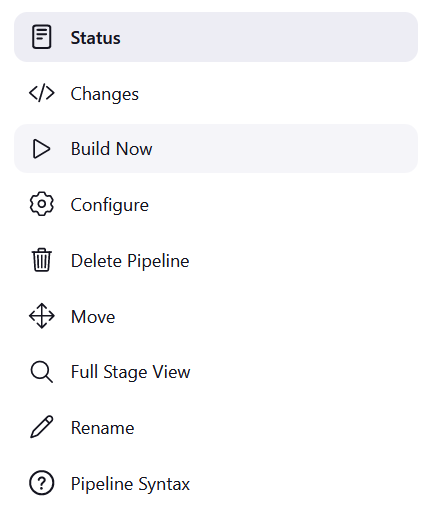 Status
Changes
Build Now
Configure
Delete Pipeline
Move
Full Stage View
Rename
Pipeline Syntax